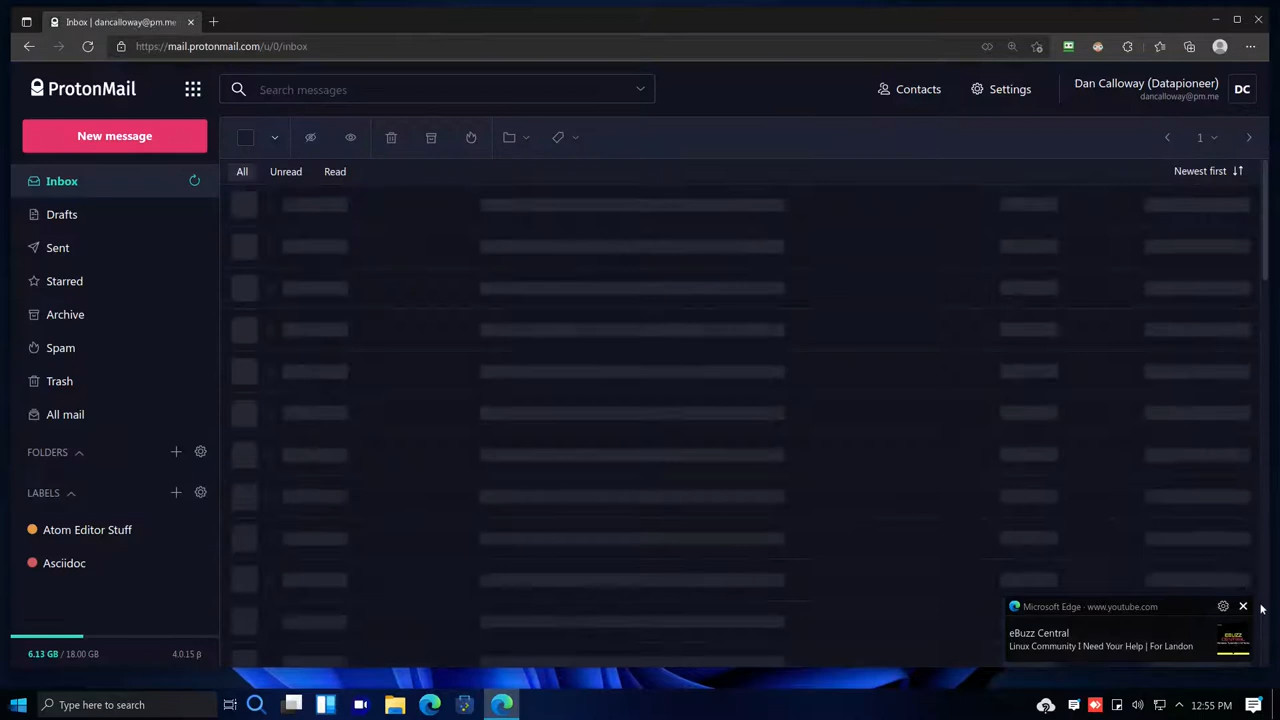 Inbox | dancalloway@pm.me
https://mail.protonmail.com/u/0/inbox
ProtonMail
Search messages
Contacts
Settings
Dan Calloway (Datapioneer)
dancalloway@pm.me
DC
New message
1
Inbox
All
Unread
Read
Newest first
Drafts
Sent
Starred
Archive
Spam
Trash
All mail
FOLDERS
LABELS
Atom Editor Stuff
Asciidoc
Microsoft Edge · www.youtube.com
eBuzz Central
Linux Community I Need Your Help | For Landon
EBUZZ
CENTRAL
6.13 GB / 18.00 GB
4.0.15 β
Type here to search
12:55 PM